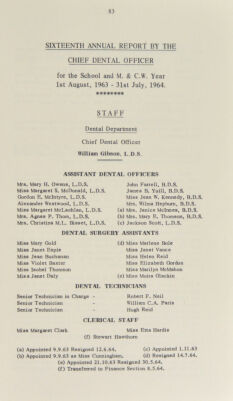 83
SIXTEENTH ANNUAL REPORT BY THE
CHIEF DENTAL OFFICER
for the School and M. & C.W. Year
1st August, 1963 - 31st July, 1964.
********
STAFF
Dental Department
Chief Dental Officer
William Gibson, L.D.S.
ASSISTANT DENTAL OFFICERS
Mrs. Mary H. Owens, L.D.S. John Farrell, B.D.S.
Miss Margaret S. McDonald, L.D.S. James S. Yuill, B.D.S.
Gordon E. McIntyre, L.D.S. Miss Jean W. Kennedy, B.D.S.
Alexander Westwood, L.D.S. Mrs. Wilma Hepburn, B.D.S.
Miss Margaret McLachlan, L.D.S. (a) Mrs. Janice McInnes, B.D.S.
Mrs. Agnes P. Thom, L.D.S. (b) Mrs. Mary E. Thomson, B.D.S.
Mrs. Christina M.L. Bisset, L.D.S. (c) Jackson Scott, L.D.S.
DENTAL SURGERY ASSISTANTS
Miss Mary Gold (d) Miss Marlene Bole
Miss Janet Espie Miss Janet Vance
Miss Jean Buchanan Miss Helen Reid
Miss Violet Baxter Miss Elizabeth Gordon
Miss Isobel Thomson Miss Marilyn McMahon
Miss Janet Daly (e) Miss Moira Glackin
DENTAL TECHNICIANS
Senior Technician in Charge - Robert F. Neil
Senior Technician - William C.A. Paris
Senior Technician - Hugh Reid
CLERICAL STAFF
Miss Margaret Clark Miss Etta Hardie
(f) Stewart Hawthorn
(a) Appointed 9.9.63 Resigned 12.6.64. (c) Appointed 1.11.63
(b) Appointed 9.9.63 as Miss Cunningham. (d) Resigned 14.7.64.
(e) Appointed 21.10.63 Resigned 30.5.64.
(f) Transferred to Finance Section 8.5.64.